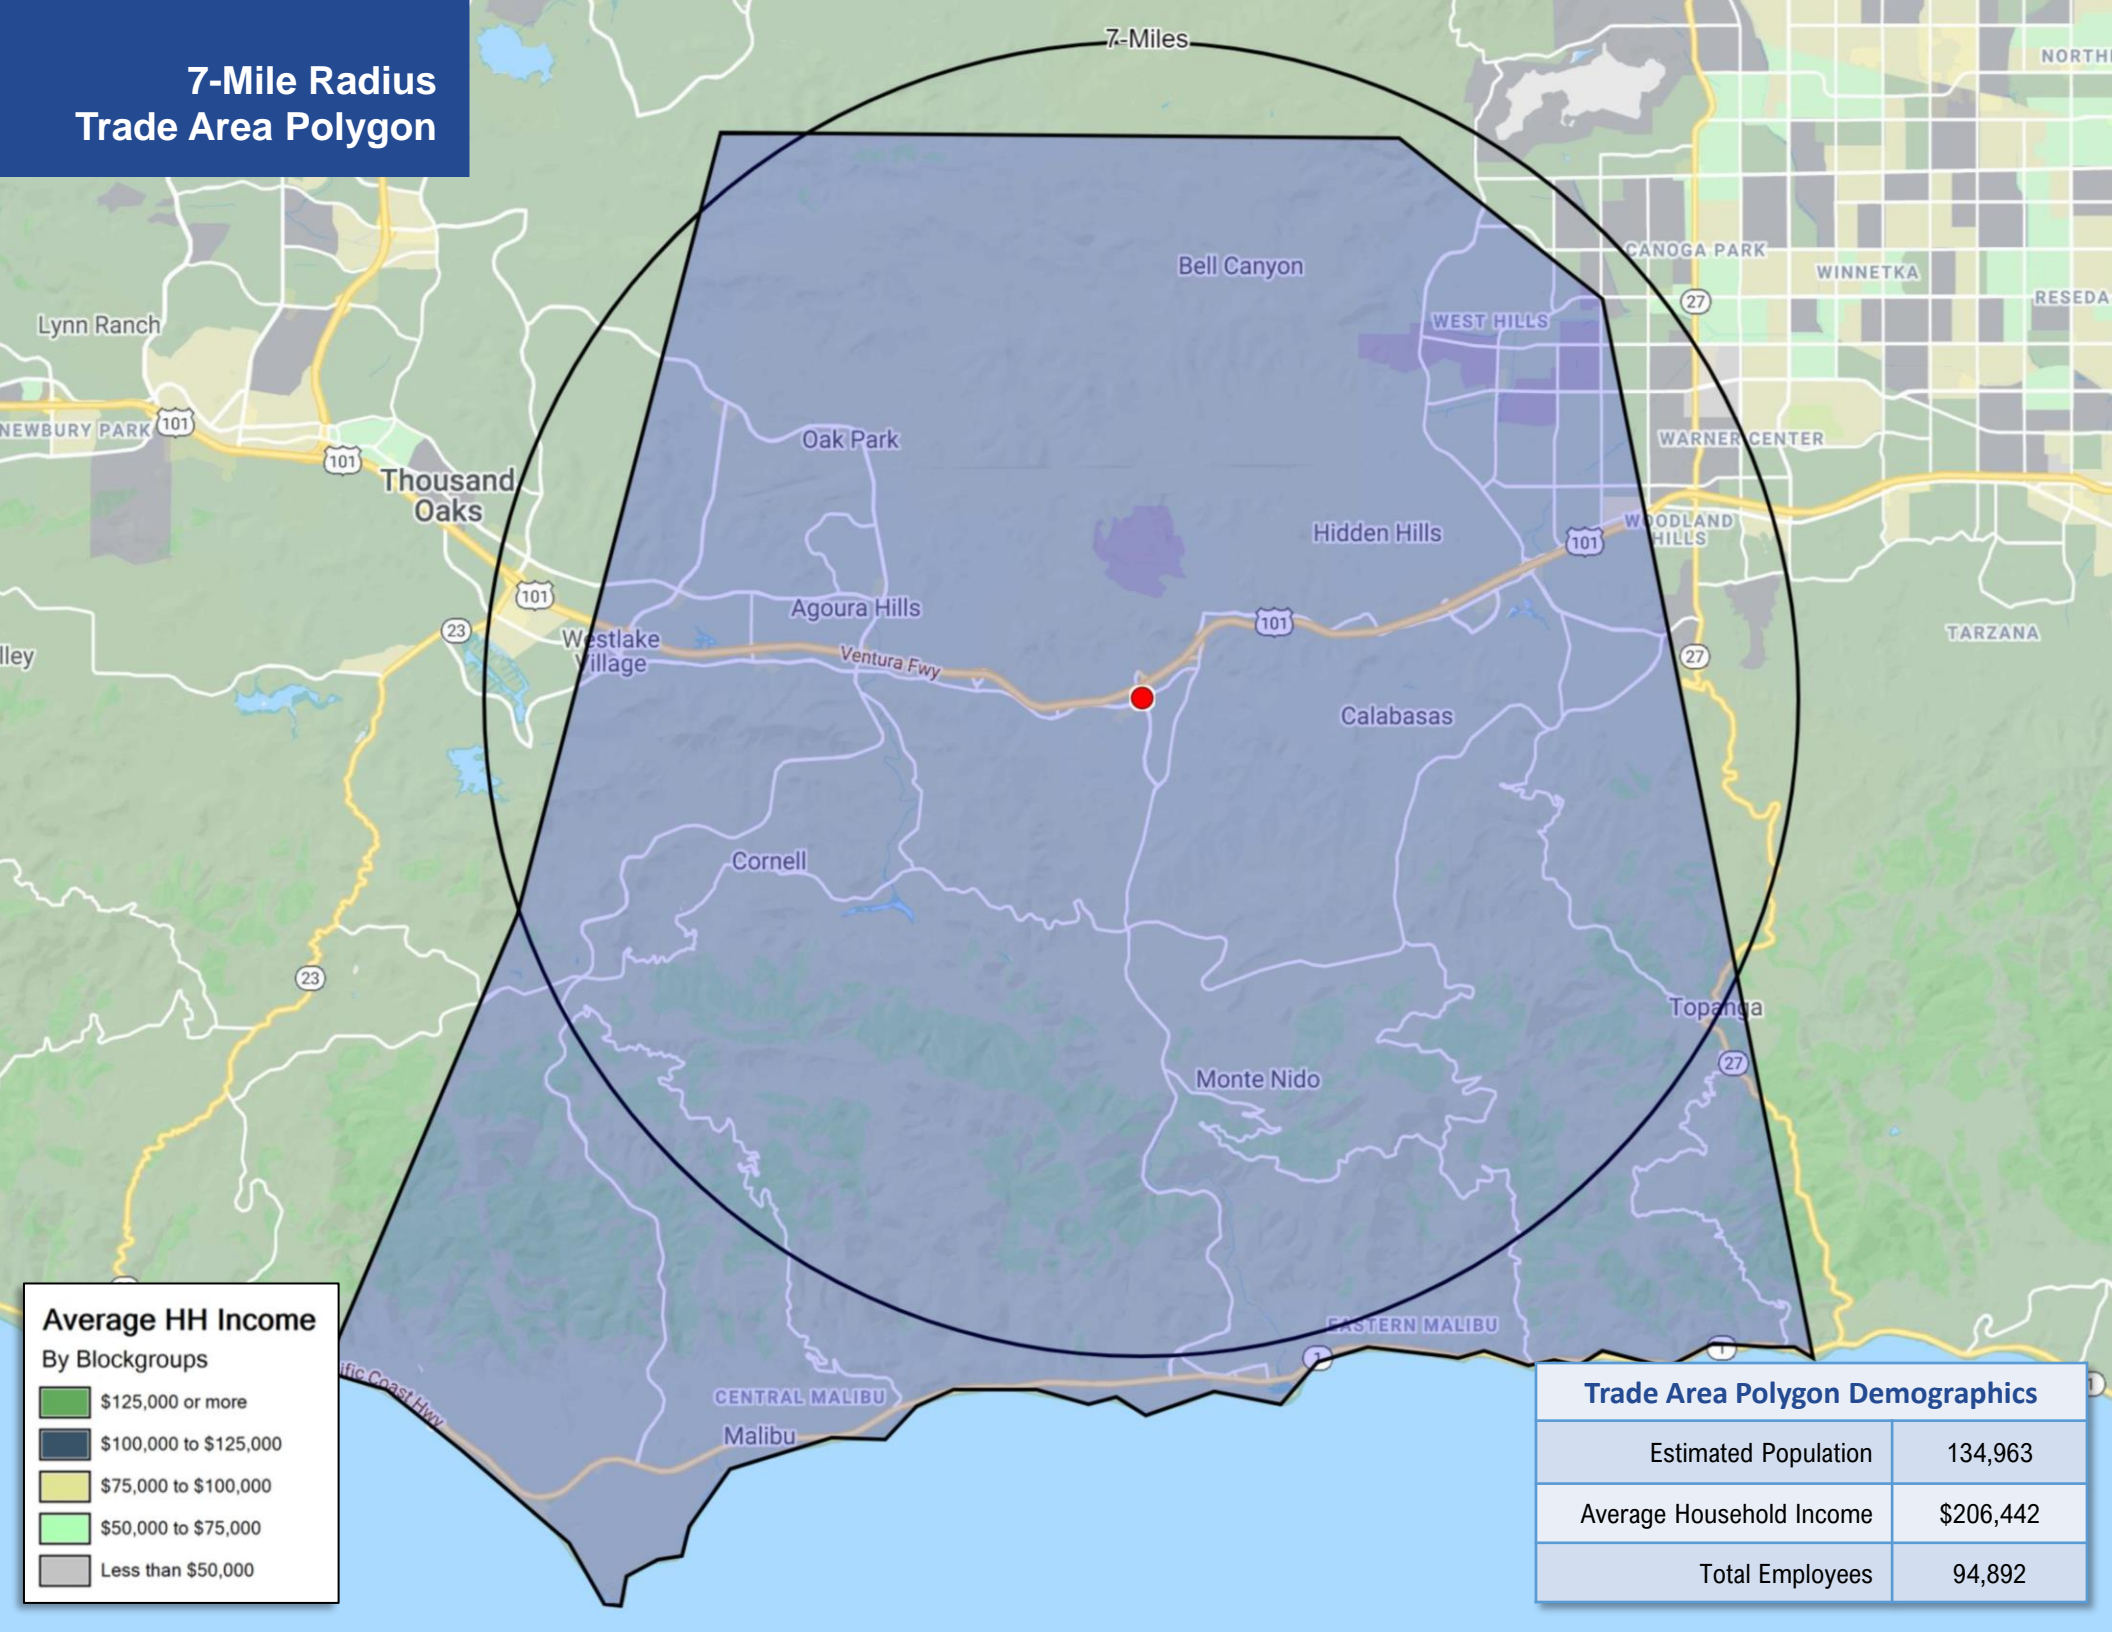 7-Mile Radius
Trade Area Polygon
7-Miles
NORTH
CANOGA PARK
WINNETKA
Bell Canyon
27
RESEDA
Lynn Ranch
WEST HILLS
101
NEWBURY PARK
Oak Park
WARNER CENTER
101
Thousand
Oaks
WOODLAND
HILLS
Hidden Hills
101
101
Agoura Hills
101
23
Westlake
Village
TARZANA
lley
Ventura Fwy
27
Calabasas
Cornell
23
Topanga
27
Monte Nido
EASTERN MALIBU
1
1
1
ific Coast Hwy
CENTRAL MALIBU
Malibu
Average HH Income
By Blockgroups
$125,000 or more
$100,000 to $125,000
$75,000 to $100,000
$50,000 to $75,000
Less than $50,000
Trade Area Polygon Demographics
Estimated Population 134,963
Average Household Income $206,442
Total Employees 94,892